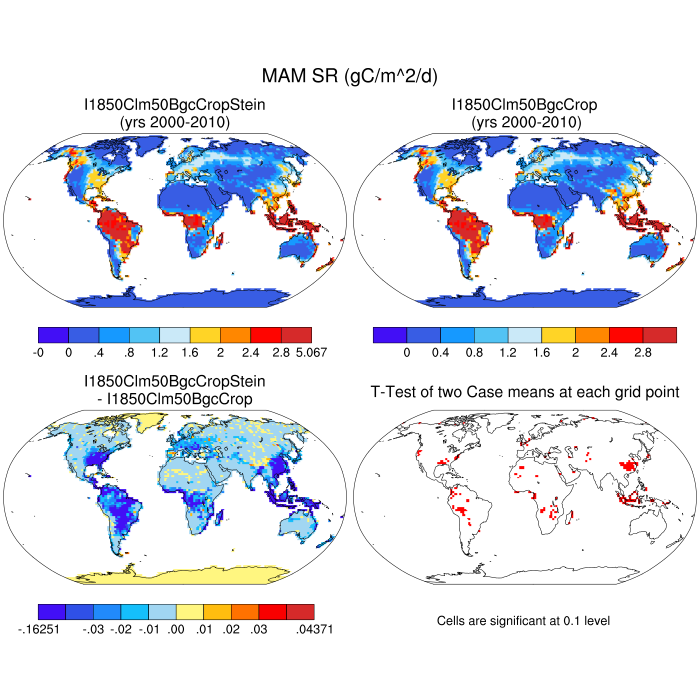 MAM SR (gC/m^2/d)
I1850Clm50BgcCropStein
(yrs 2000-2010)
I1850Clm50BgcCrop
(yrs 2000-2010)
-0 0 .4 .8 1.2 1.6 2 2.4 2.8 5.067
0 0.4 0.8 1.2 1.6 2 2.4 2.8
I1850Clm50BgcCropStein
- I1850Clm50BgcCrop
T-Test of two Case means at each grid point
-.16251 -.03 -.02 -.01 .00 .01 .02 .03 .04371
Cells are significant at 0.1 level